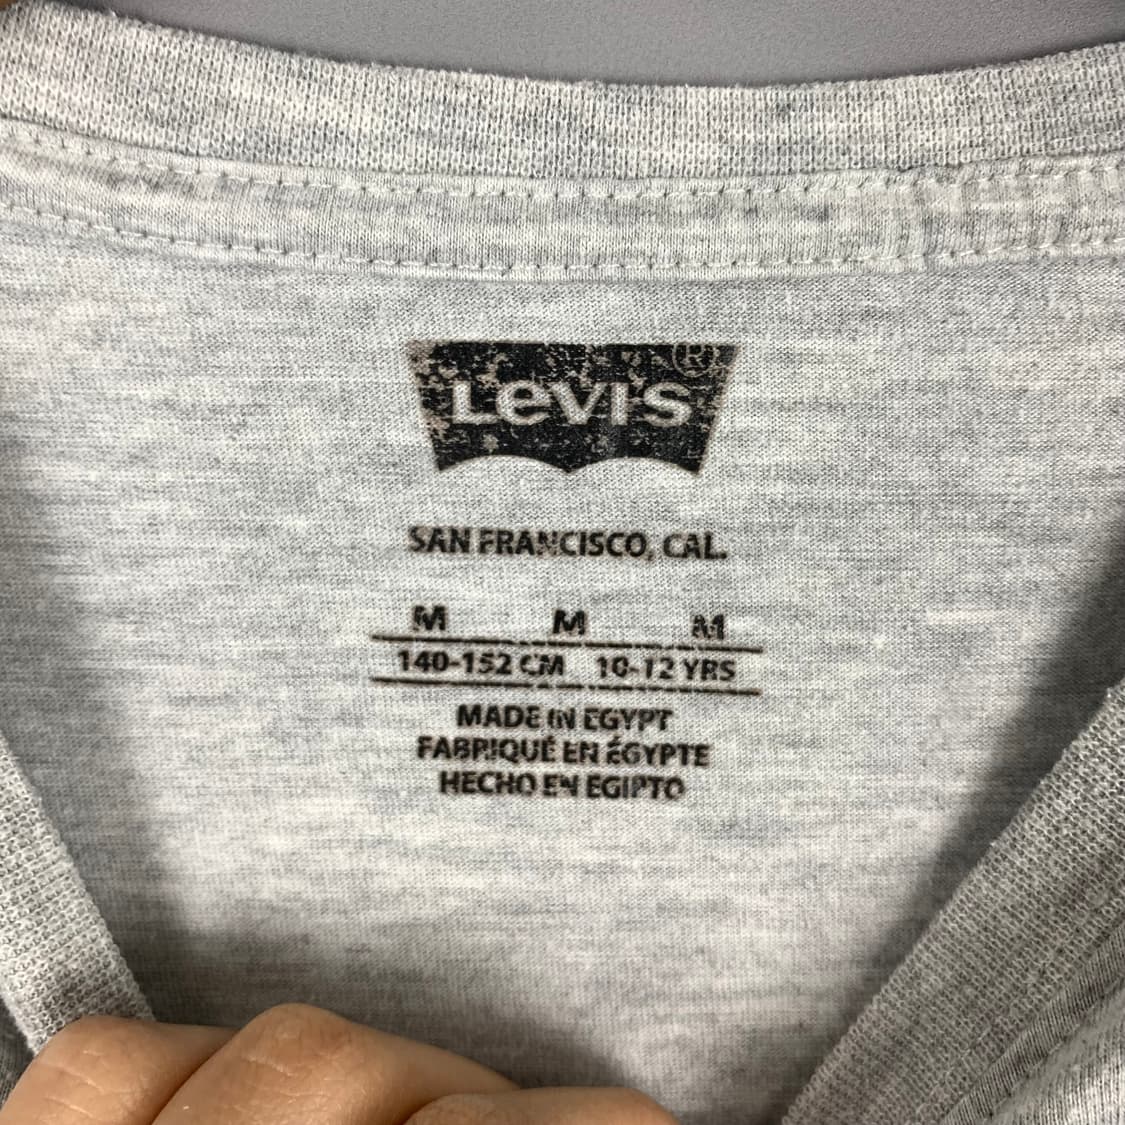 Levi's ®
SAN FRANCISCO, CAL.
M M M
140-152 CM 10-12 YRS
MADE IN EGYPT
FABRIQUÉ EN ÉGYPTE
HECHO EN EGIPTO